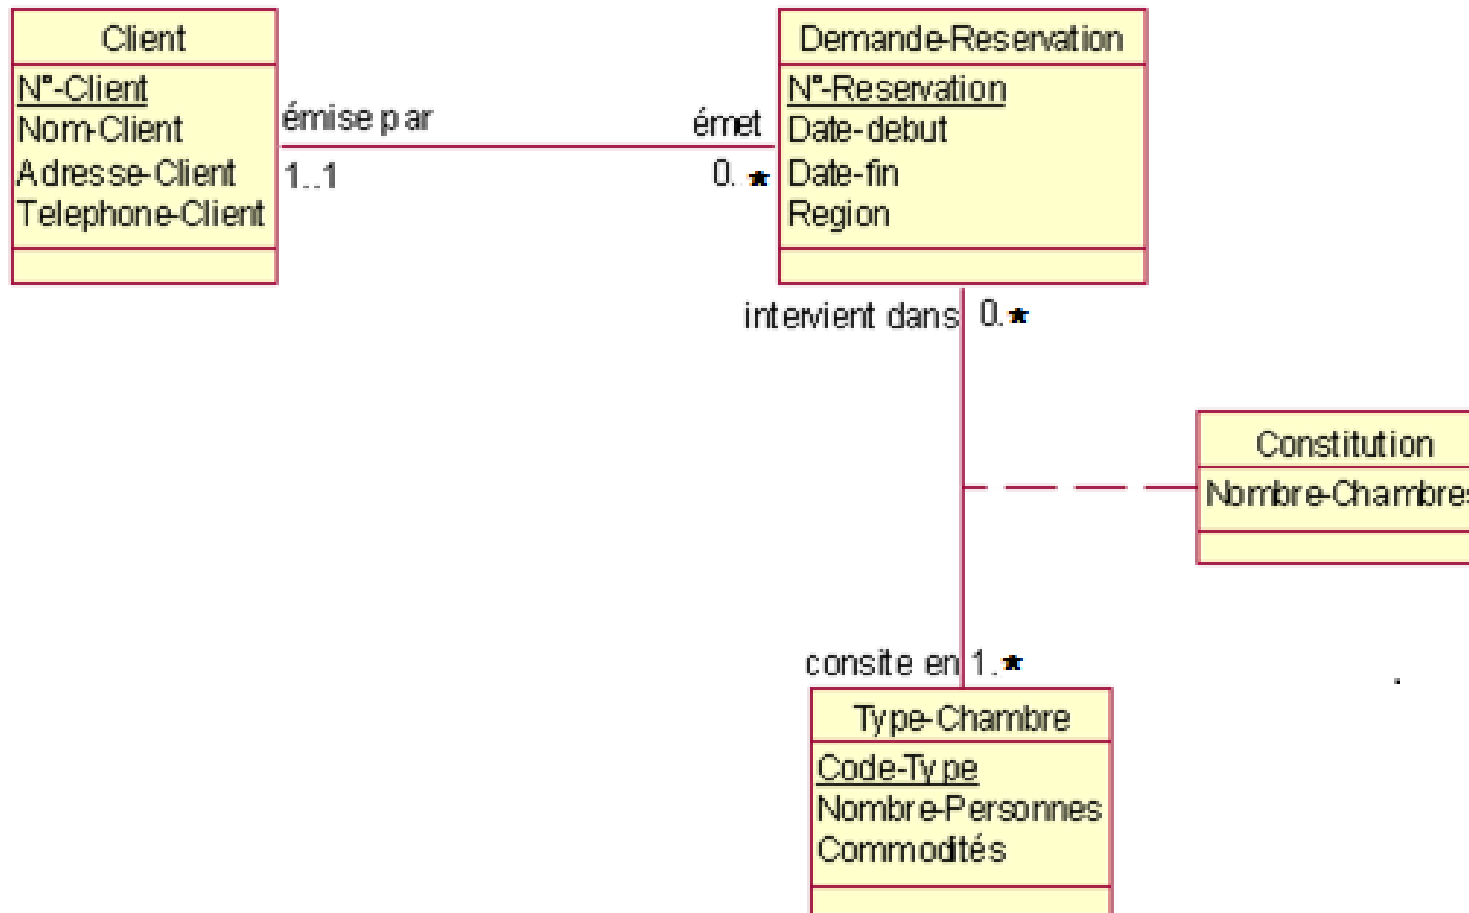 Client
N°-Client
Nom-Client
Adresse-Client
Telephone-Client
émise par
1..1
émet
0..*
Demande-Reservation
N°-Reservation
Date-debut
Date-fin
Region
intervient dans
0.*
Constitution
Nombre-Chambres
consite en
1.*
Type-Chambre
Code-Type
Nombre-Personnes
Commodités